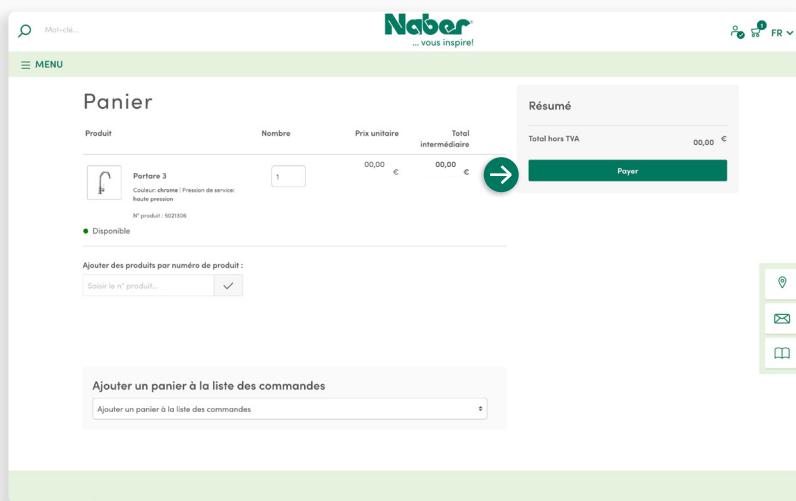 Mot-clé...
Naber
... vous inspire!
1
FR
MENU
Panier
Produit
Nombre
Prix unitaire
Total
intermédiaire
Portare 3
Couleur: chrome | Pression de service:
haute pression
N° produit : 5021306
1
00,00
€
00,00
€
Disponible
Ajouter des produits par numéro de produit :
Saisir le n° produit...
Ajouter un panier à la liste des commandes
Ajouter un panier à la liste des commandes
Résumé
Total hors TVA
00,00 €
Payer